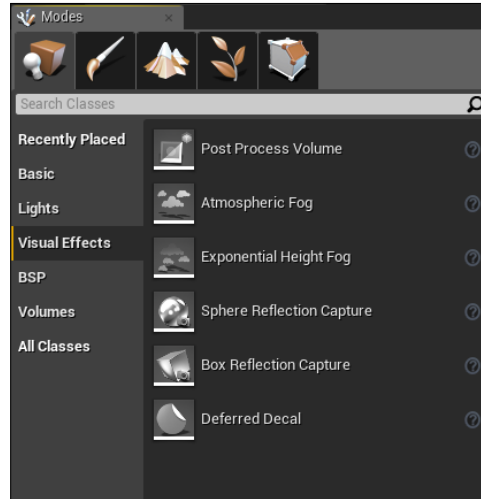 Modes
Search Classes
Recently Placed
Basic
Lights
Visual Effects
BSP
Volumes
All Classes
Post Process Volume
Atmospheric Fog
Exponential Height Fog
Sphere Reflection Capture
Box Reflection Capture
Deferred Decal